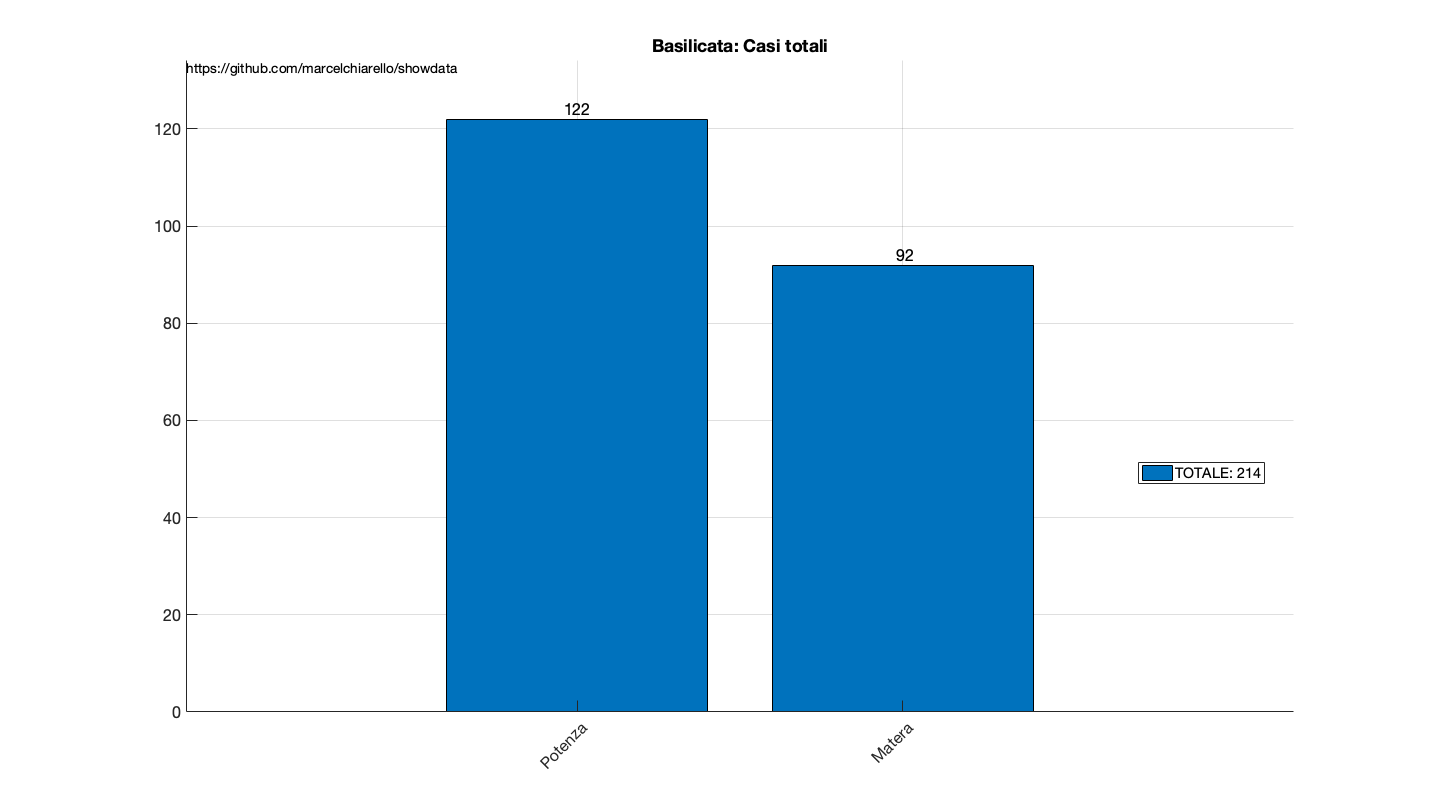 Basilicata: Casi totali
https://github.com/marcelchiarello/showdata
122
120
100
92
80
60
TOTALE: 214
40
20
0
Potenza
Matera